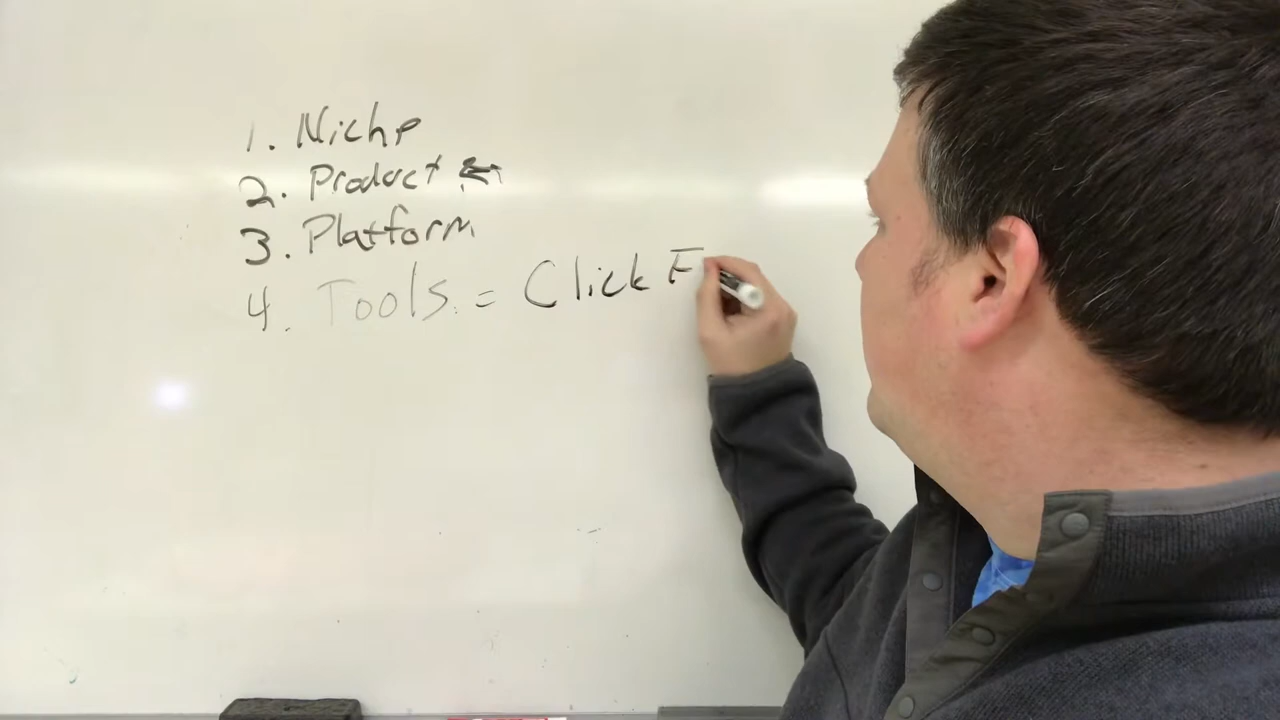 1. Niche
2. Product ←
3. Platform
4. Tools. = Click F